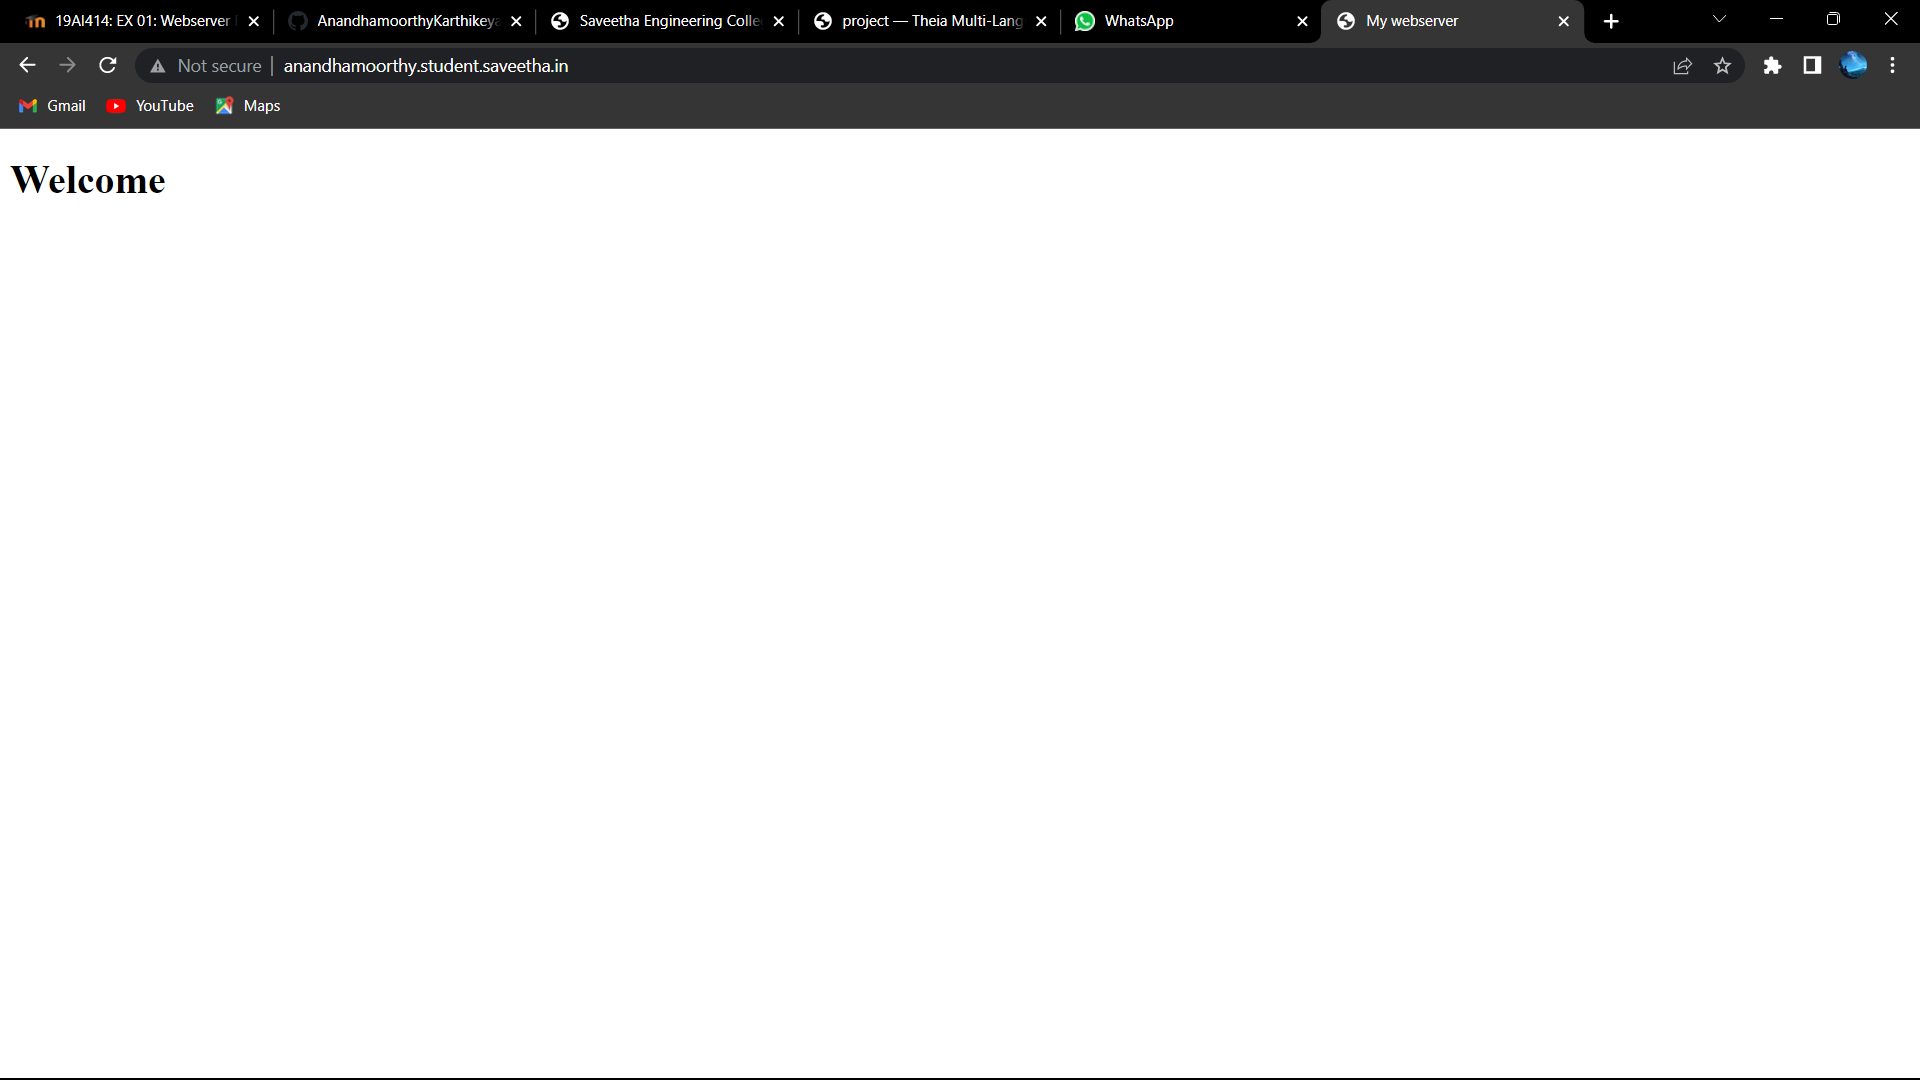 19AI414: EX 01: Webserver
AnandhamoorthyKarthikeya
Saveetha Engineering Colle
project — Theia Multi-Lang
WhatsApp
My webserver
Not secure
anandhamoorthy.student.saveetha.in
Gmail
YouTube
Maps
Welcome